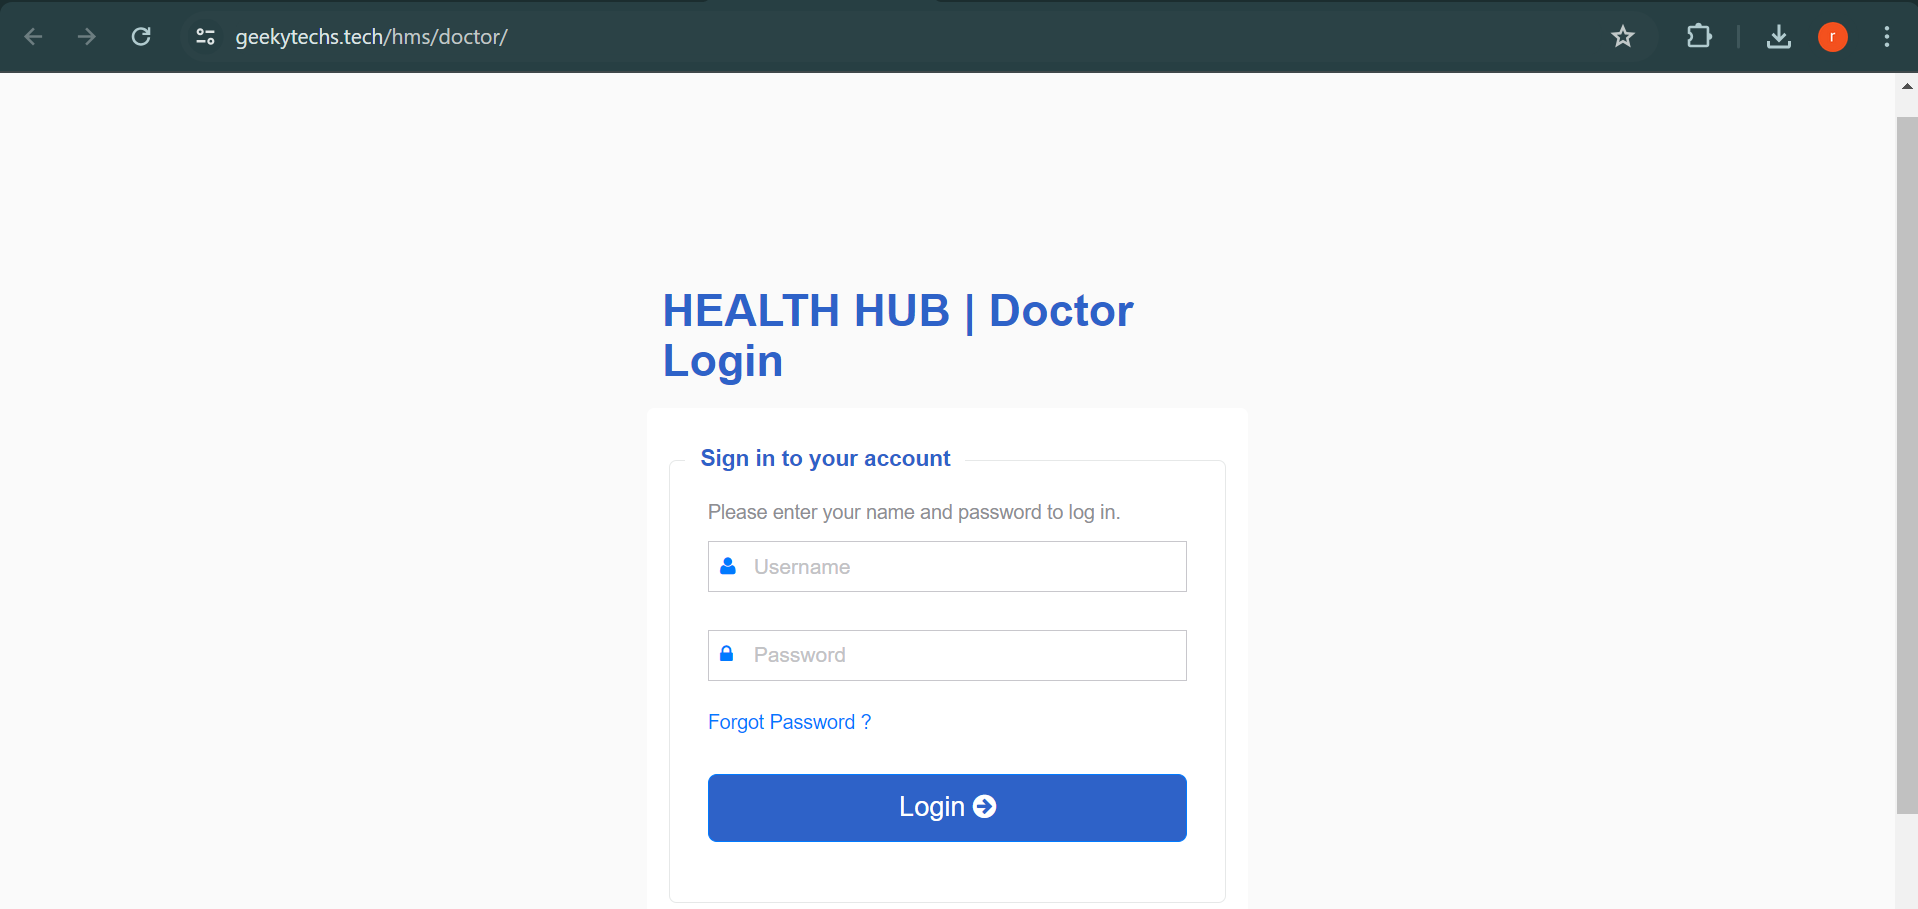 geekytechs.tech/hms/doctor/
r
HEALTH HUB | Doctor
Login
Sign in to your account
Please enter your name and password to log in.
Username
Password
Forgot Password ?
Login